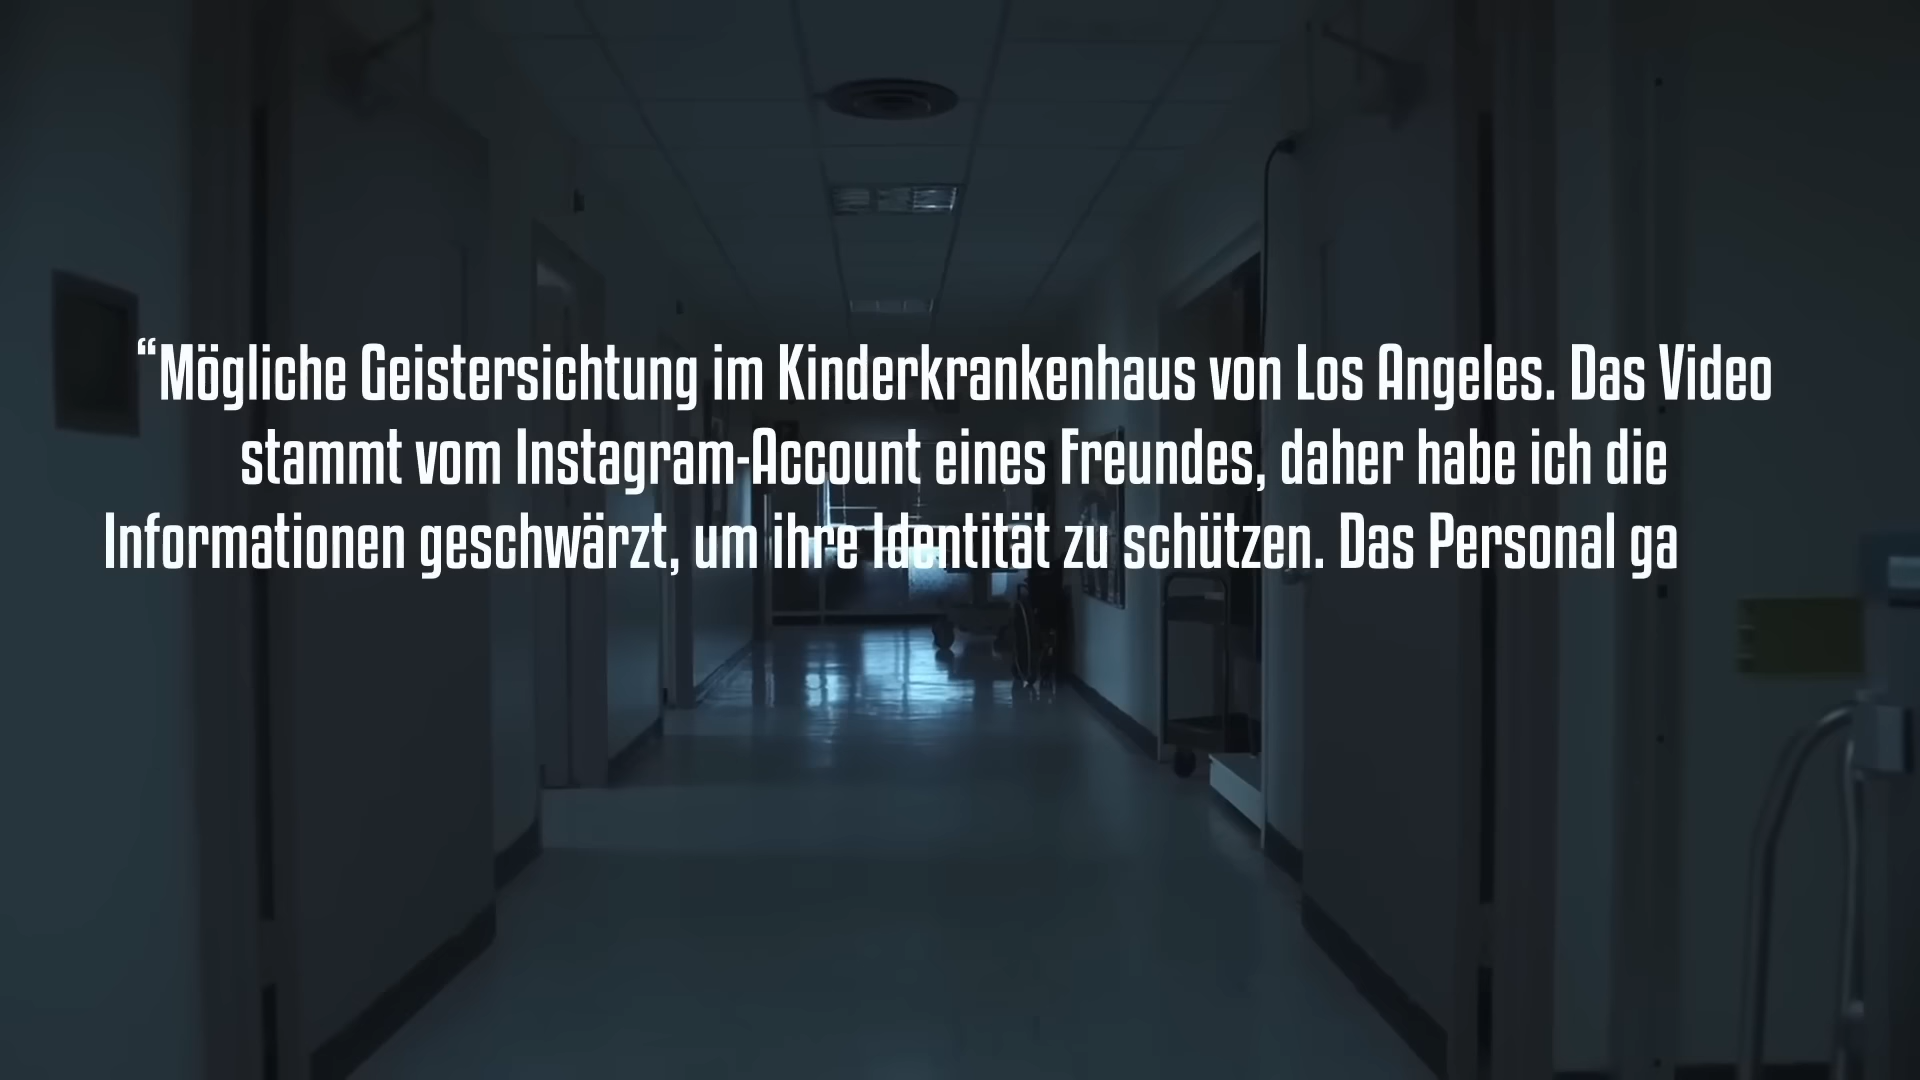 “Mögliche Geistersichtung im Kinderkrankenhaus von Los Angeles. Das Video
stammt vom Instagram-Account eines Freundes, daher habe ich die
Informationen geschwärzt, um ihre Identität zu schützen. Das Personal ga